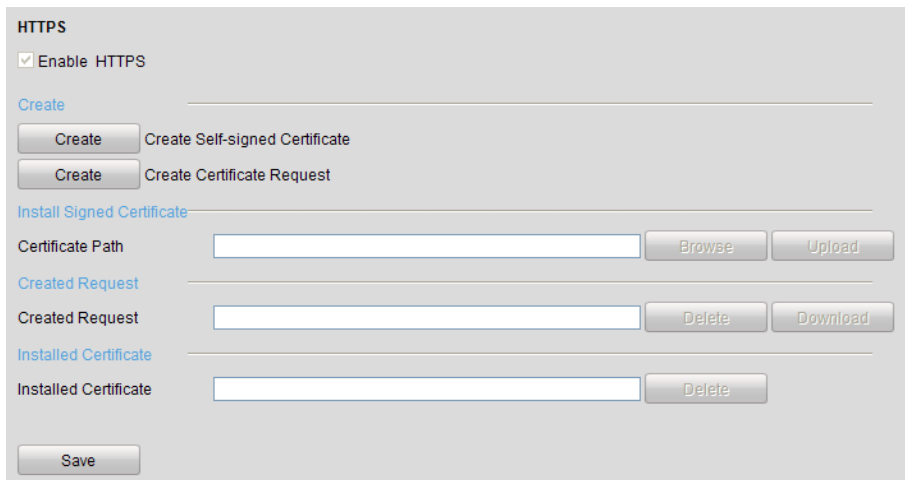 HTTPS
Enable HTTPS
Create
Create Create Self-signed Certificate
Create Create Certificate Request
Install Signed Certificate
Certificate Path Browse Upload
Created Request
Created Request Delete Download
Installed Certificate
Installed Certificate Delete
Save